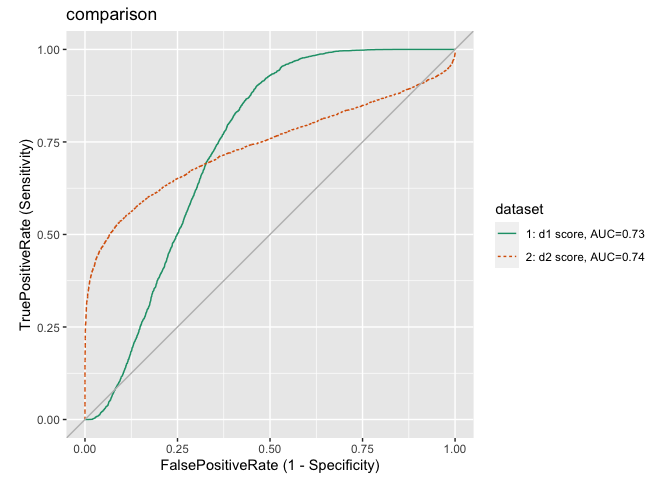 comparison
1.00
0.75
0.50
0.25
0.00
TruePositiveRate (Sensitivity)
0.00 0.25 0.50 0.75 1.00
FalsePositiveRate (1 - Specificity)
dataset
1: d1 score, AUC=0.73
2: d2 score, AUC=0.74